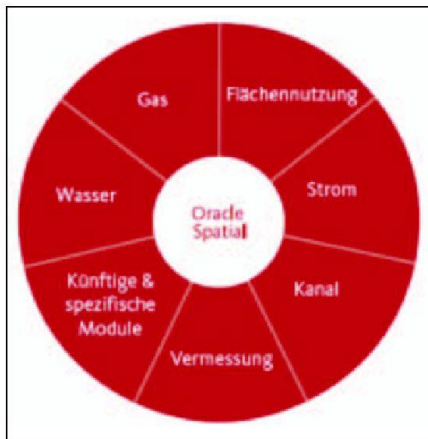 Gas
Flächennutzung
Wasser
Oracle
Spatial
Strom
Künftige &
spezifische
Module
Kanal
Vermessung